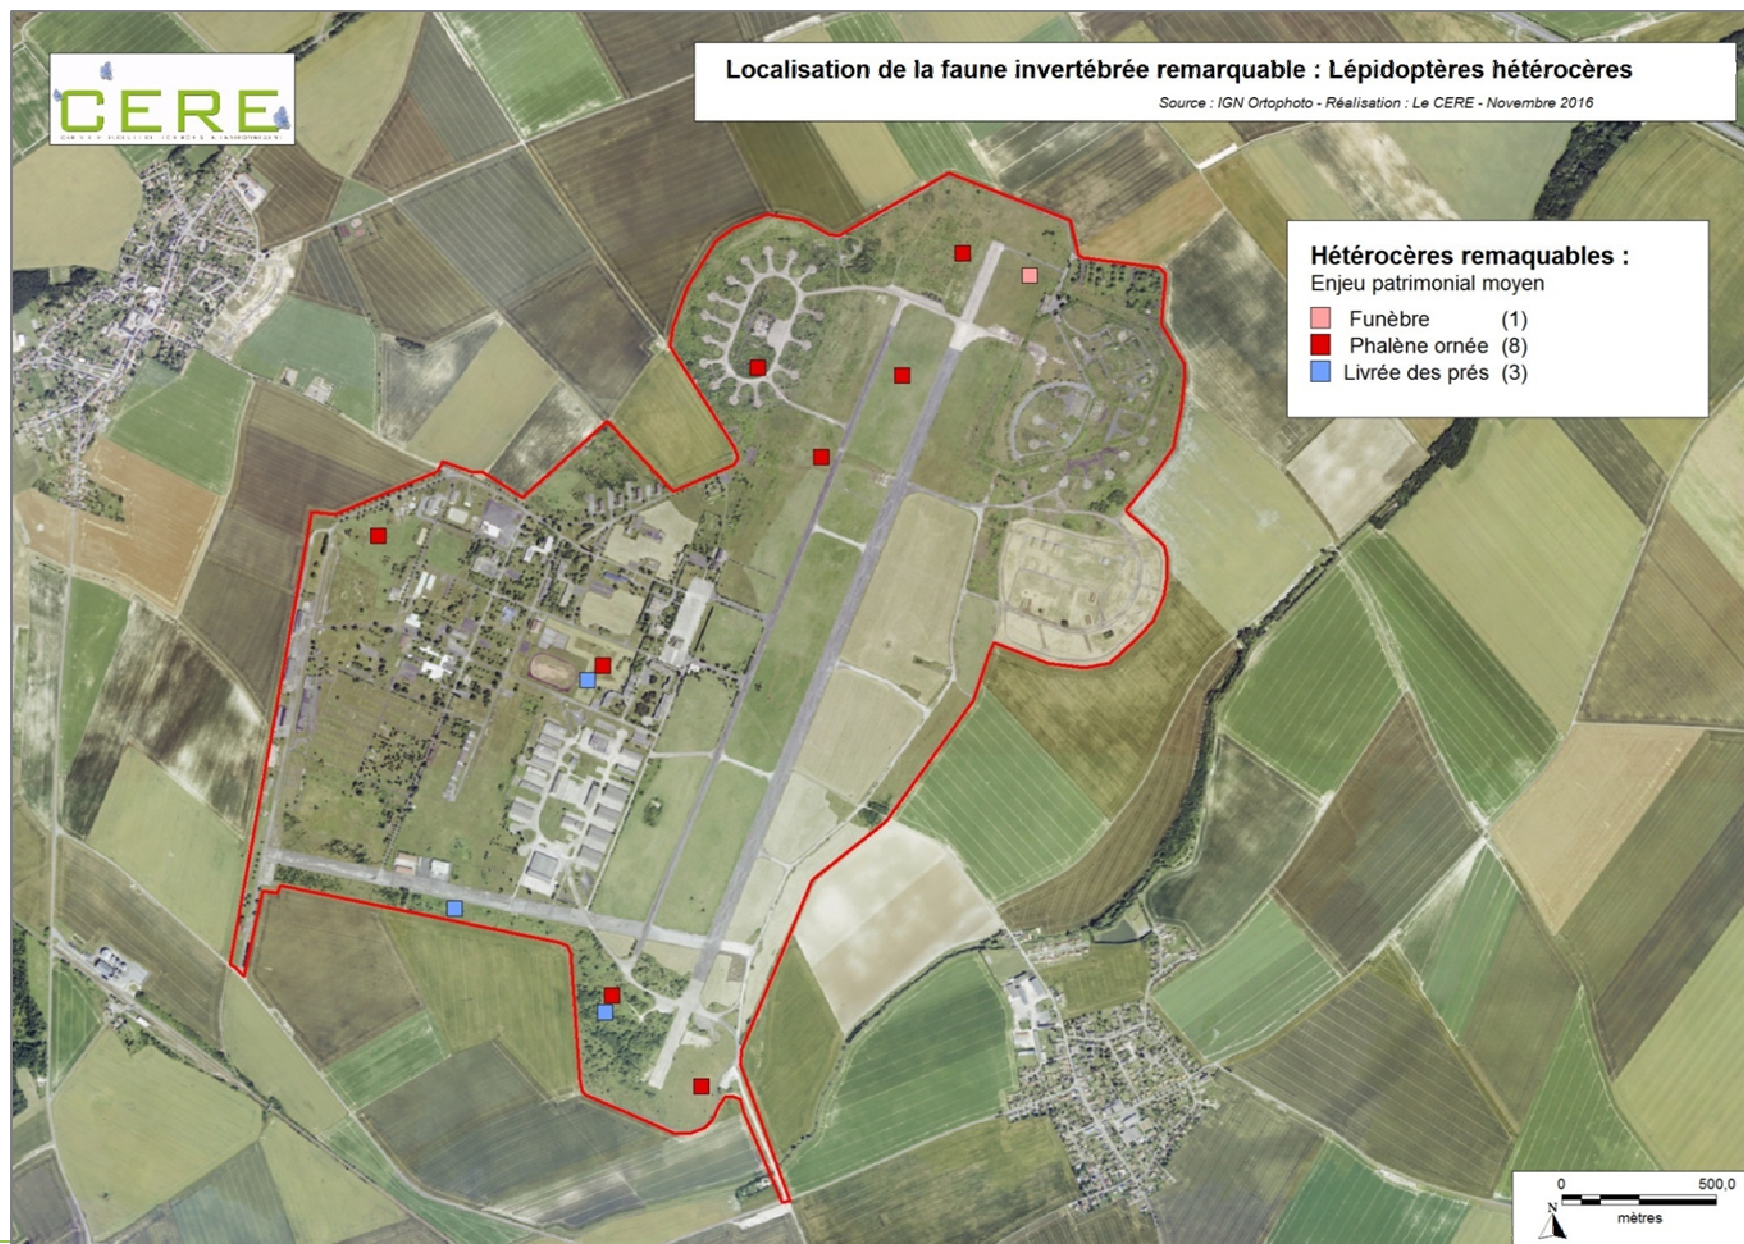 CERE
Localisation de la faune invertébrée remarquable : Lépidoptères hétérocères
Source : IGN Ortophoto - Réalisation : Le CERE - Novembre 2016
Hétérocères remaquables :
Enjeu patrimonial moyen
Funèbre (1)
Phalène ornée (8)
Livrée des prés (3)
0 500,0
mètres
N